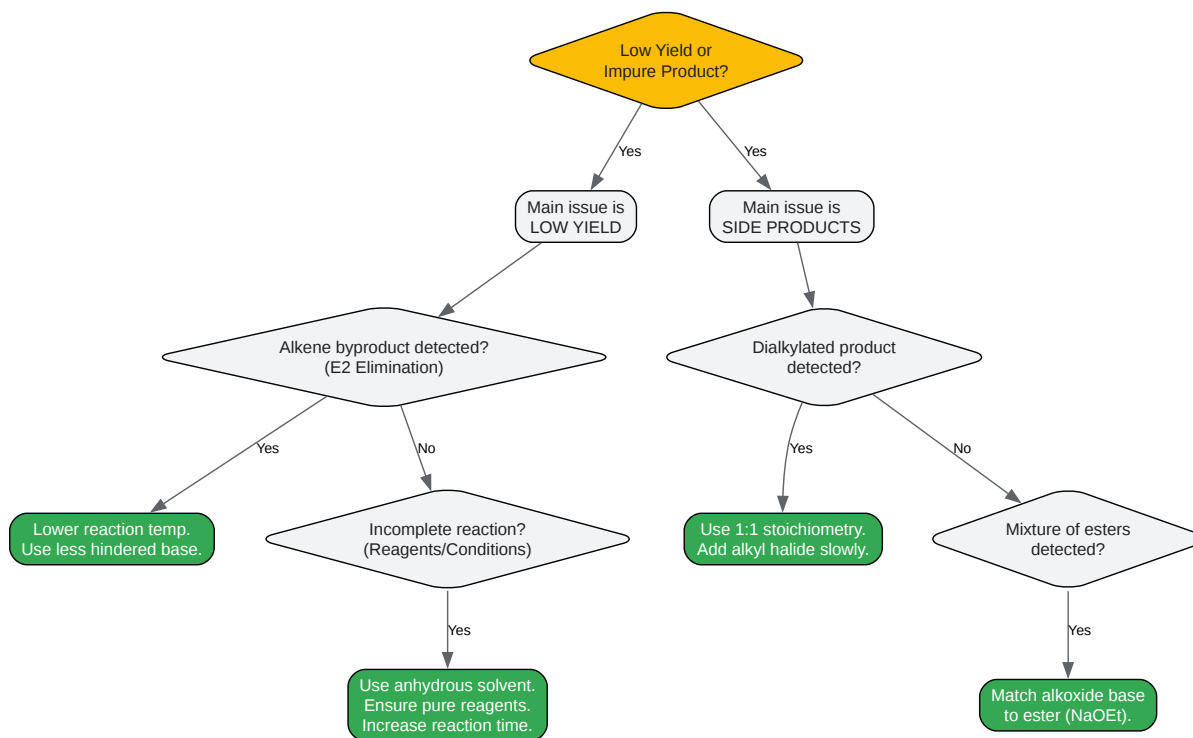 Low Yield or
Impure Product?
Yes
Yes
Main issue is
LOW YIELD
Main issue is
SIDE PRODUCTS
Alkene byproduct detected?
(E2 Elimination)
Dialkylated product
detected?
Yes
No
Yes
No
Lower reaction temp.
Use less hindered base.
Incomplete reaction?
(Reagents/Conditions)
Use 1:1 stoichiometry.
Add alkyl halide slowly.
Mixture of esters
detected?
Yes
Yes
Use anhydrous solvent.
Ensure pure reagents.
Increase reaction time.
Match alkoxide base
to ester (NaOEt).